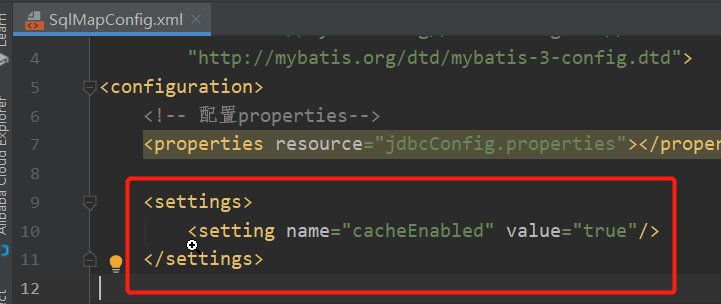 SqlMapConfig.xml ×
4 "http://mybatis.org/dtd/mybatis-3-config.dtd">
5 <configuration>
6 <!-- 配置properties-->
7 <properties resource="jdbcConfig.properties"></proper
8
9 <settings>
10 <setting name="cacheEnabled" value="true"/>
11 </settings>
12
Learn
Alibaba Cloud Explorer